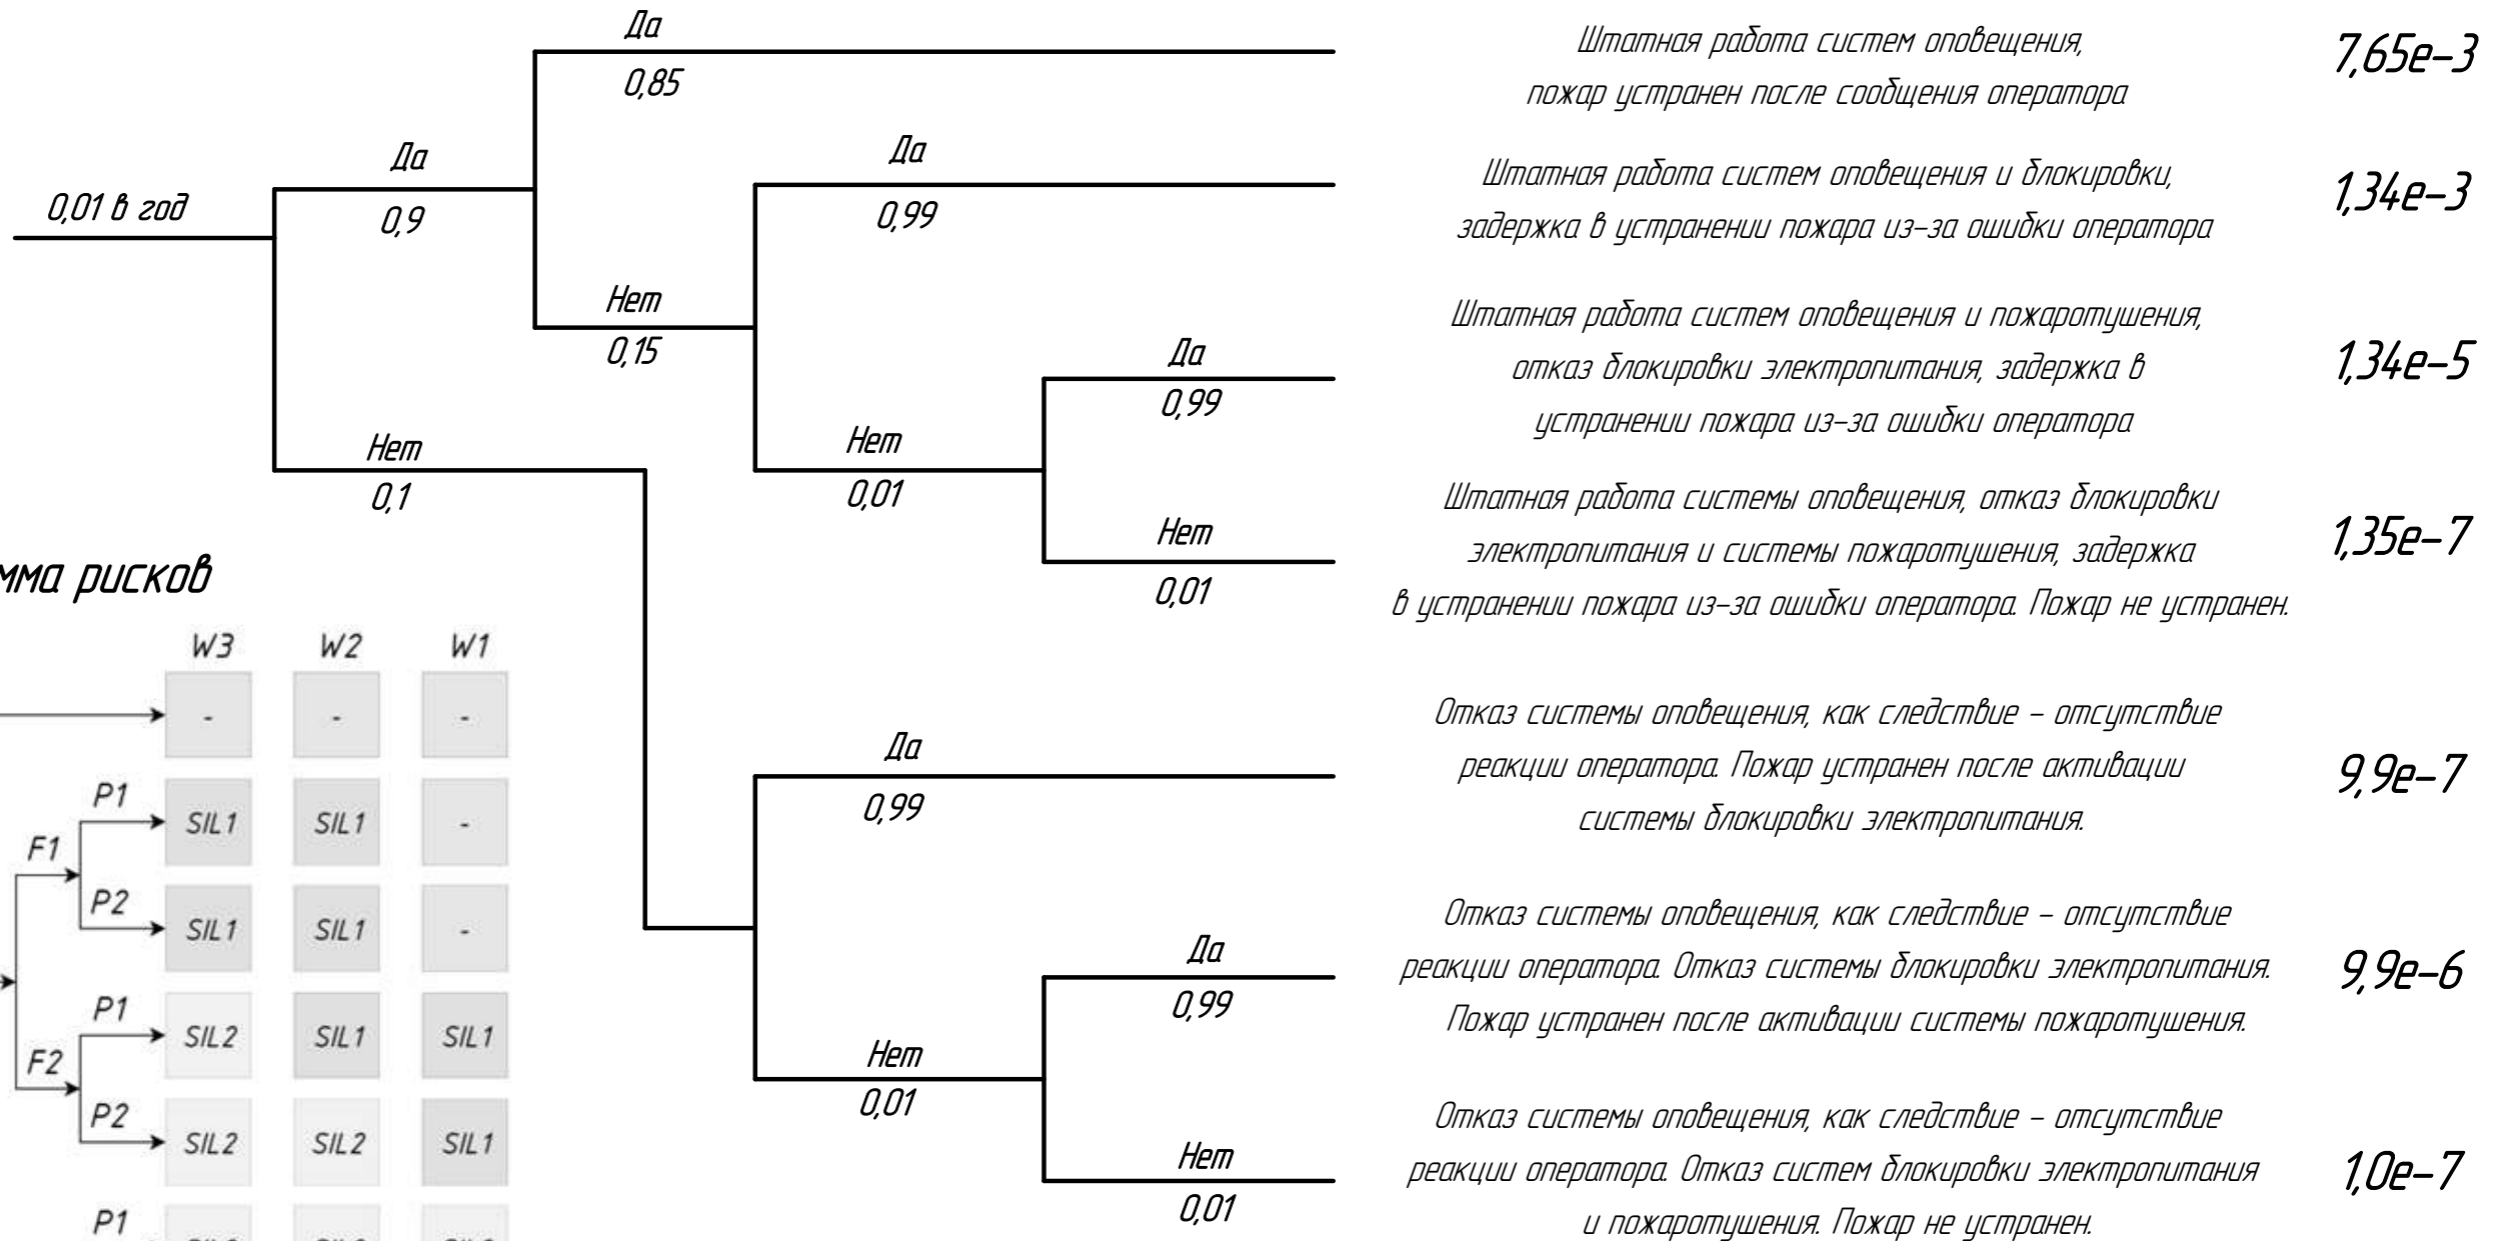 Да
0,85
Да
0,9
0,01 в год
Да
0,99
Нет
0,15
Да
0,99
Нет
0,01
Нет
0,01
Нет
0,1
Да
0,99
Да
0,99
Нет
0,01
Нет
0,01
Штатная работа систем оповещения,
пожар устранен после сообщения оператора
7,65e-3
Штатная работа систем оповещения и блокировки,
задержка в устранении пожара из-за ошибки оператора
1,34e-3
Штатная работа систем оповещения и пожаротушения,
отказ блокировки электропитания, задержка в
устранении пожара из-за ошибки оператора
1,34e-5
Штатная работа системы оповещения, отказ блокировки
электропитания и системы пожаротушения, задержка
в устранении пожара из-за ошибки оператора. Пожар не устранен.
1,35e-7
Отказ системы оповещения, как следствие - отсутствие
реакции оператора. Пожар устранен после активации
системы блокировки электропитания.
9,9e-7
Отказ системы оповещения, как следствие - отсутствие
реакции оператора. Отказ системы блокировки электропитания.
Пожар устранен после активации системы пожаротушения.
9,9e-6
Отказ системы оповещения, как следствие - отсутствие
реакции оператора. Отказ систем блокировки электропитания
и пожаротушения. Пожар не устранен.
1,0e-7
мма рисков
W3 W2 W1
- - -
P1 SIL1 SIL1 -
F1
P2 SIL1 SIL1 -
P1 SIL2 SIL1 SIL1
F2
P2 SIL2 SIL2 SIL1
P1